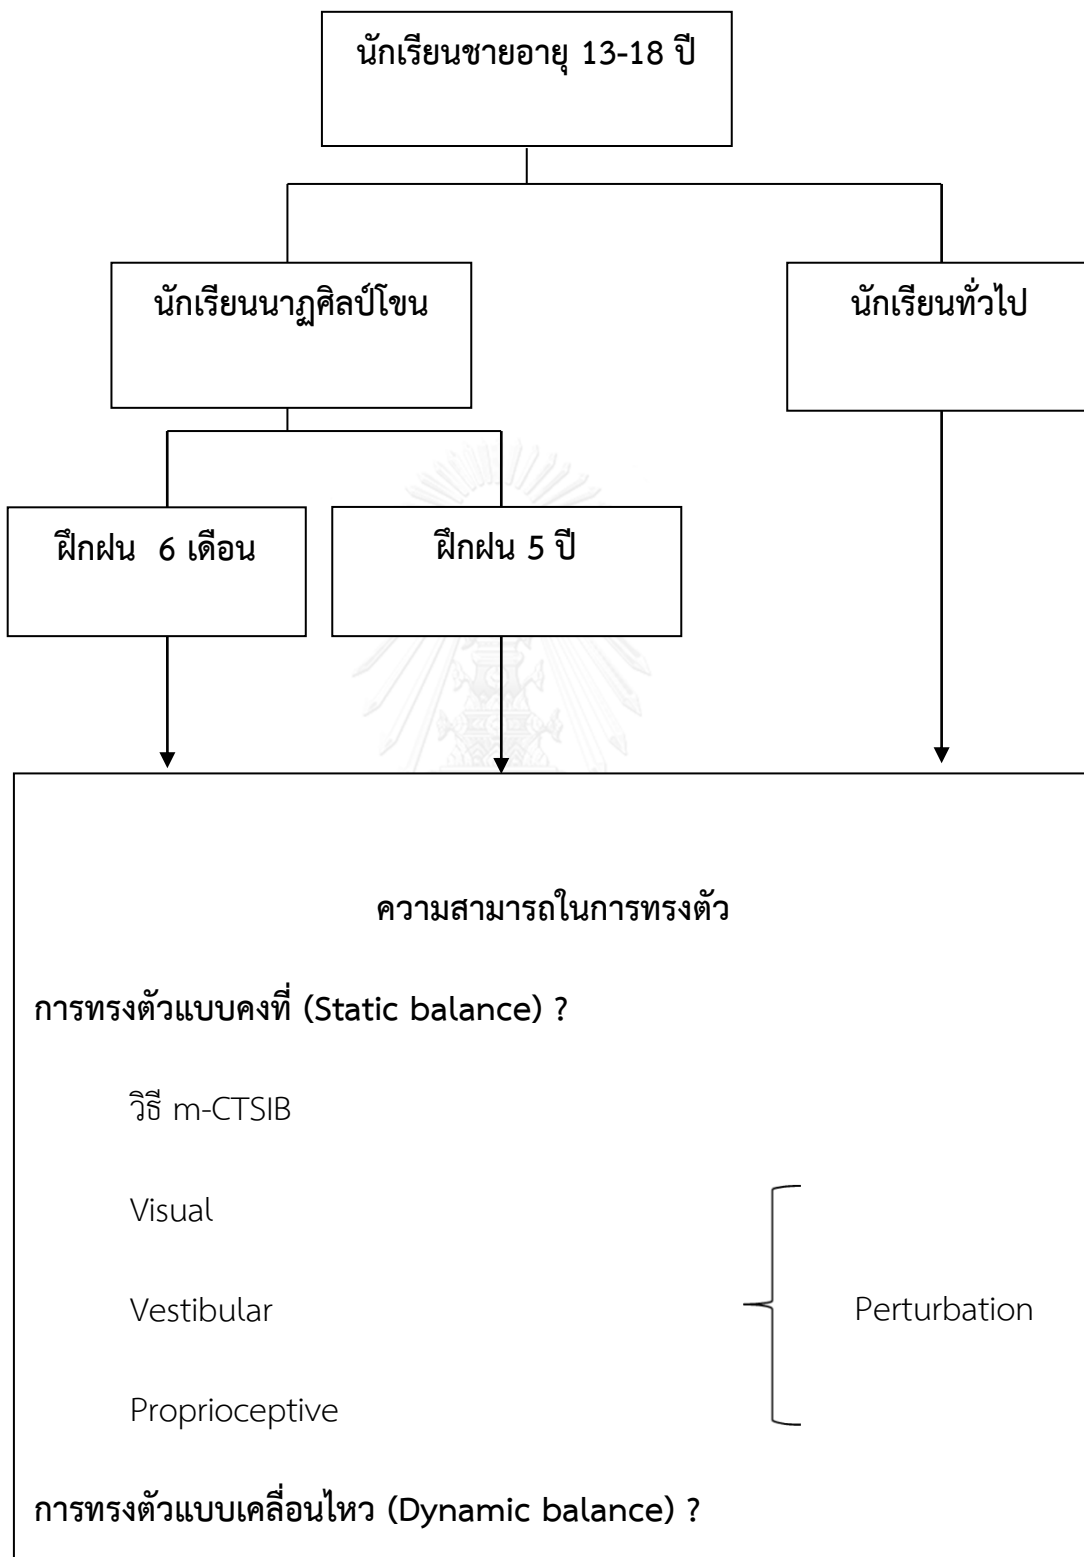 นักเรียนชายอายุ 13-18 ปี
นักเรียนนาฏศิลป์โขน
นักเรียนทั่วไป
ฝึกฝน 6 เดือน
ฝึกฝน 5 ปี
ความสามารถในการทรงตัว
การทรงตัวแบบคงที่ (Static balance) ?
วิธี m-CTSIB
Visual
Vestibular
Perturbation
Proprioceptive
การทรงตัวแบบเคลื่อนไหว (Dynamic balance) ?